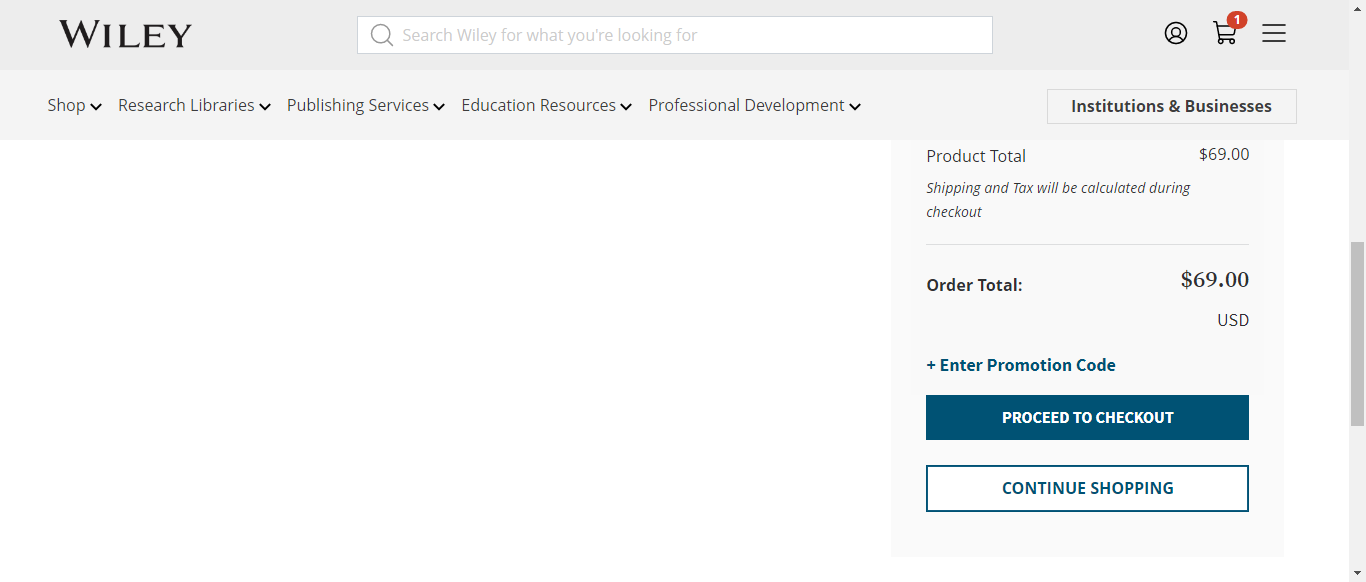 WILEY
Search Wiley for what you're looking for
1
Shop
Research Libraries
Publishing Services
Education Resources
Professional Development
Institutions & Businesses
Product Total
$69.00
Shipping and Tax will be calculated during
checkout
Order Total:
$69.00
USD
+ Enter Promotion Code
PROCEED TO CHECKOUT
CONTINUE SHOPPING